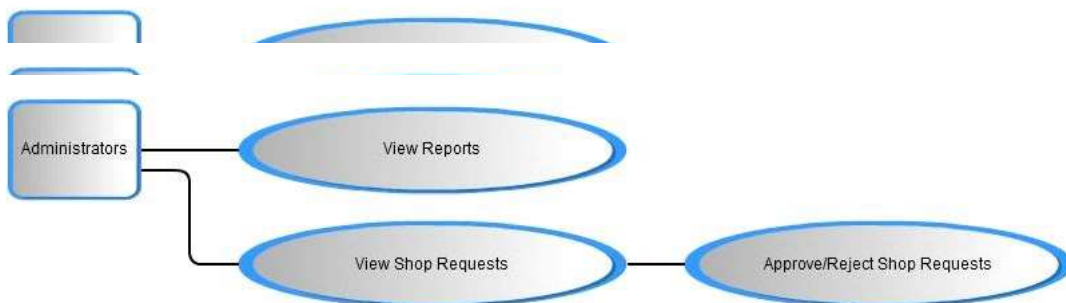 Administrators
View Reports
View Shop Requests
Approve/Reject Shop Requests